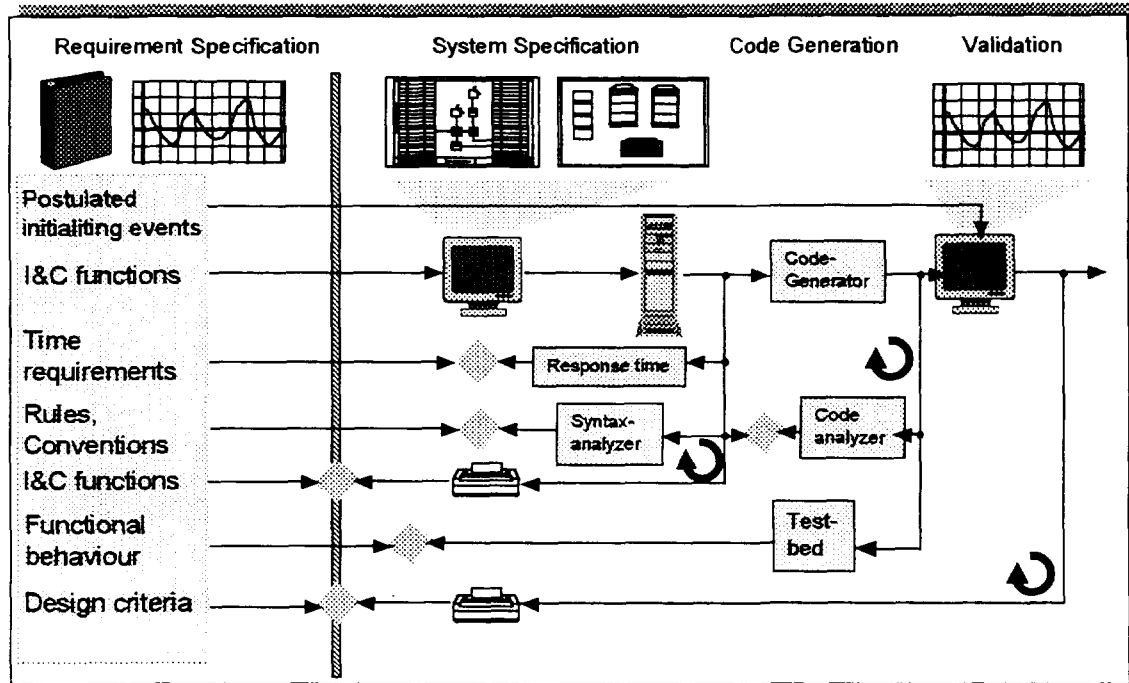 Requirement Specification
System Specification
Code Generation
Validation
Postulated
initialiting events
I&C functions
Code-
Generator
Time
requirements
Response time
Rules,
Conventions
Syntax-
analyzer
Code
analyzer
I&C functions
Functional
behaviour
Test-
bed
Design criteria